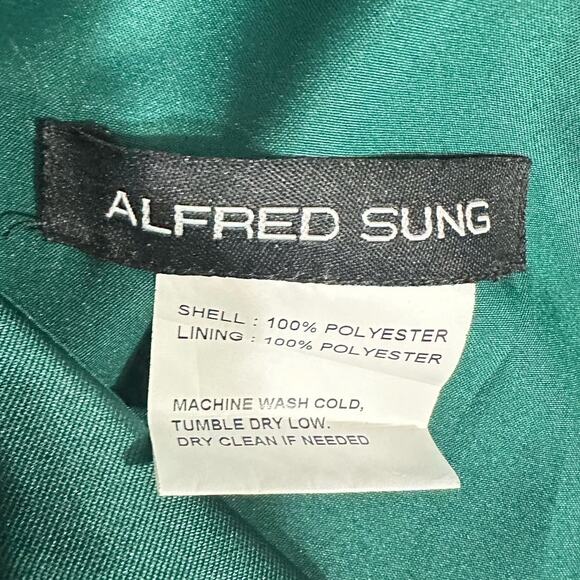 ALFRED SUNG
SHELL : 100% POLYESTER
LINING : 100% POLYESTER
MACHINE WASH COLD,
TUMBLE DRY LOW.
DRY CLEAN IF NEEDED